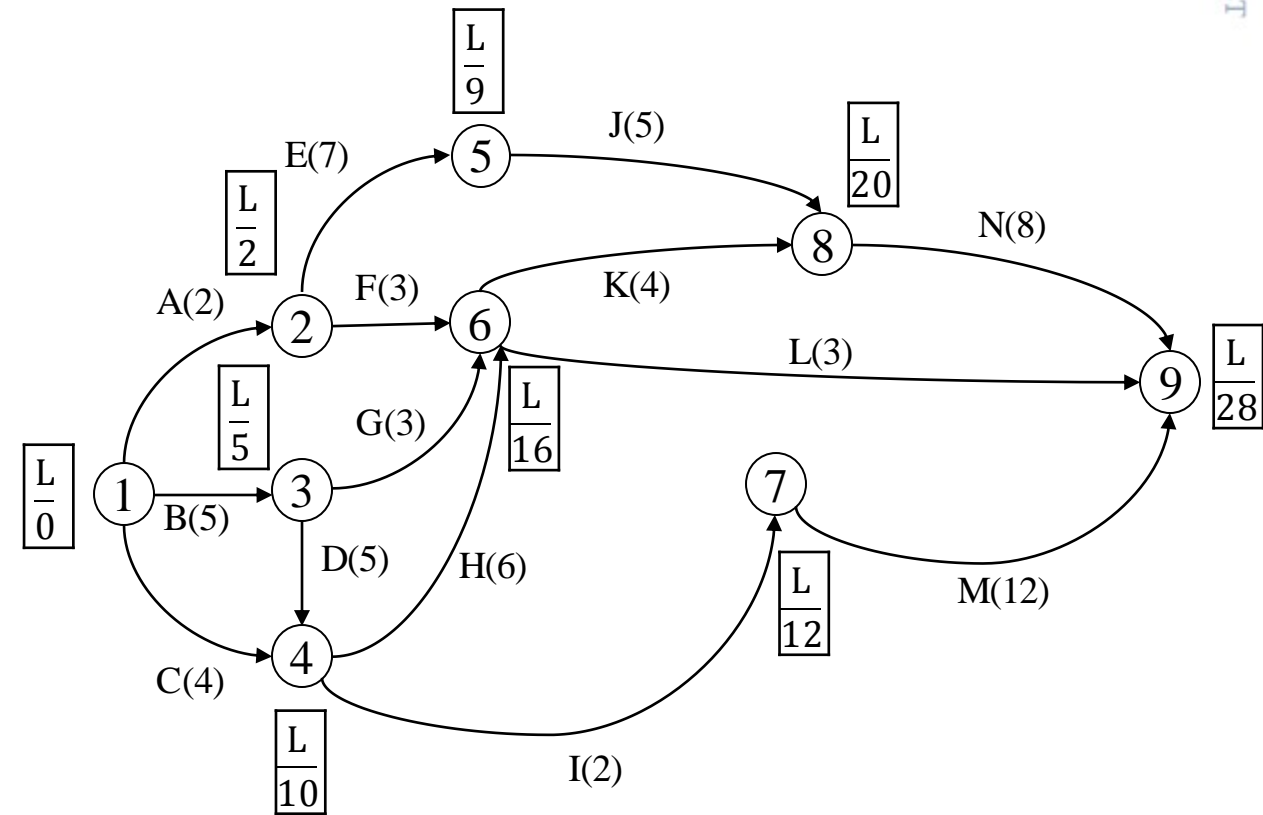 T
L
9
J(5)
E(7)
5
L
20
L
2
N(8)
8
A(2)
F(3)
K(4)
2
6
L(3)
L
28
9
L
5
L
16
G(3)
L
0
1
B(5)
3
7
D(5)
H(6)
L
12
M(12)
4
C(4)
L
10
I(2)